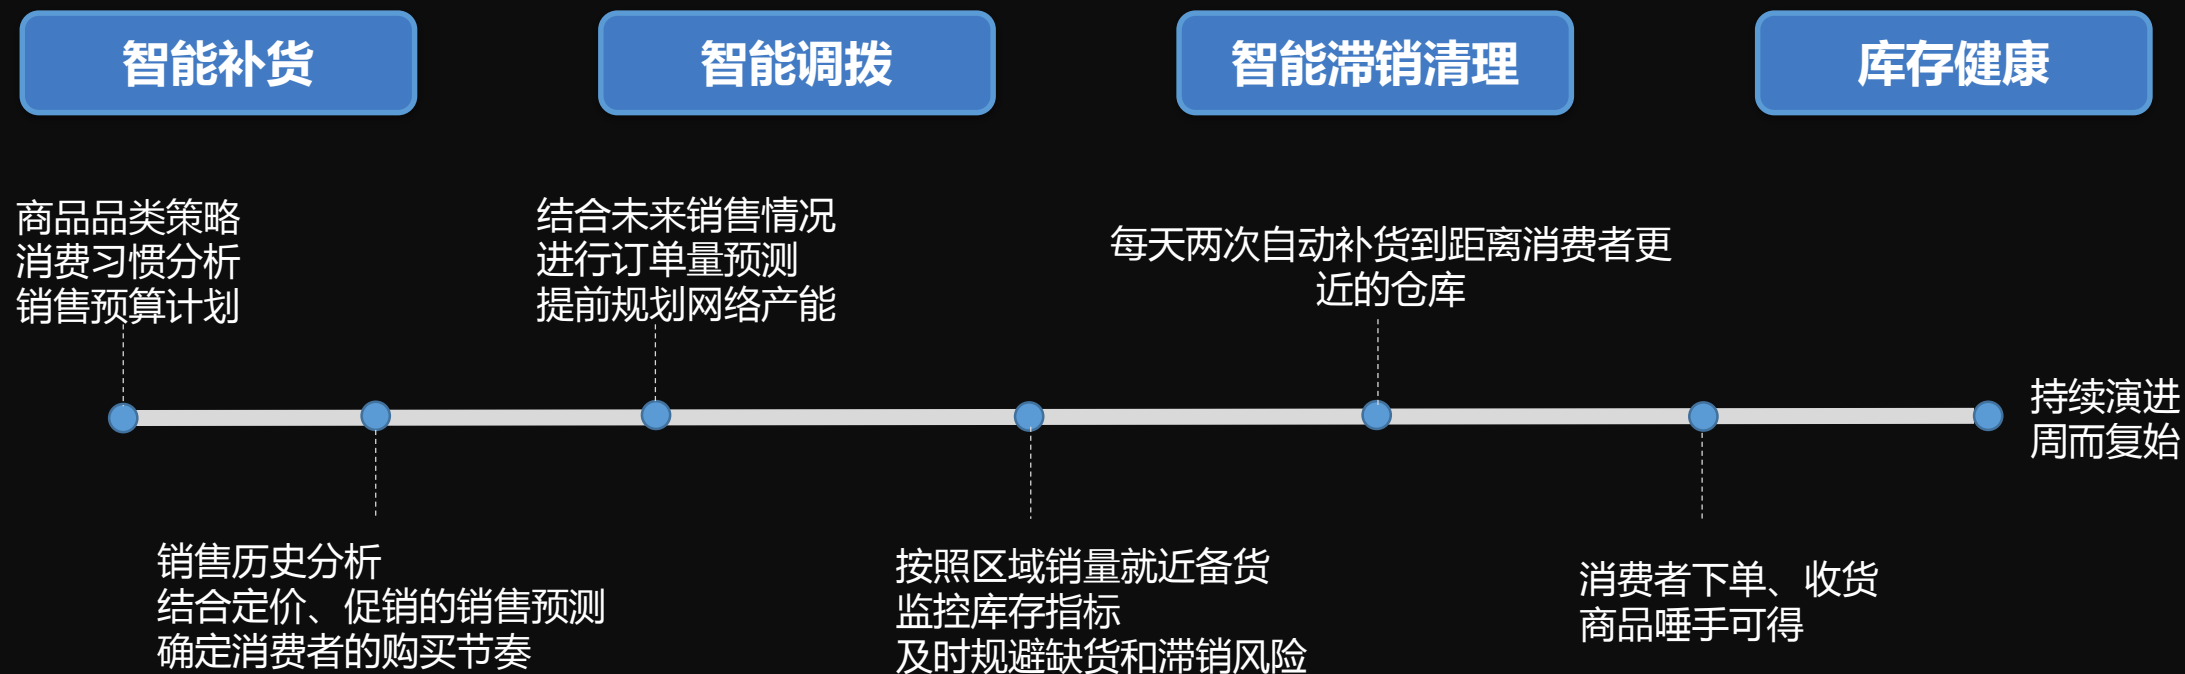 智能补货
智能调拨
智能滞销清理
库存健康
商品品类策略
消费习惯分析
销售预算计划
结合未来销售情况
进行订单量预测
提前规划网络产能
每天两次自动补货到距离消费者更
近的仓库
持续演进
周而复始
销售历史分析
结合定价、促销的销售预测
确定消费者的购买节奏
按照区域销量就近备货
监控库存指标
及时规避缺货和滞销风险
消费者下单、收货
商品唾手可得